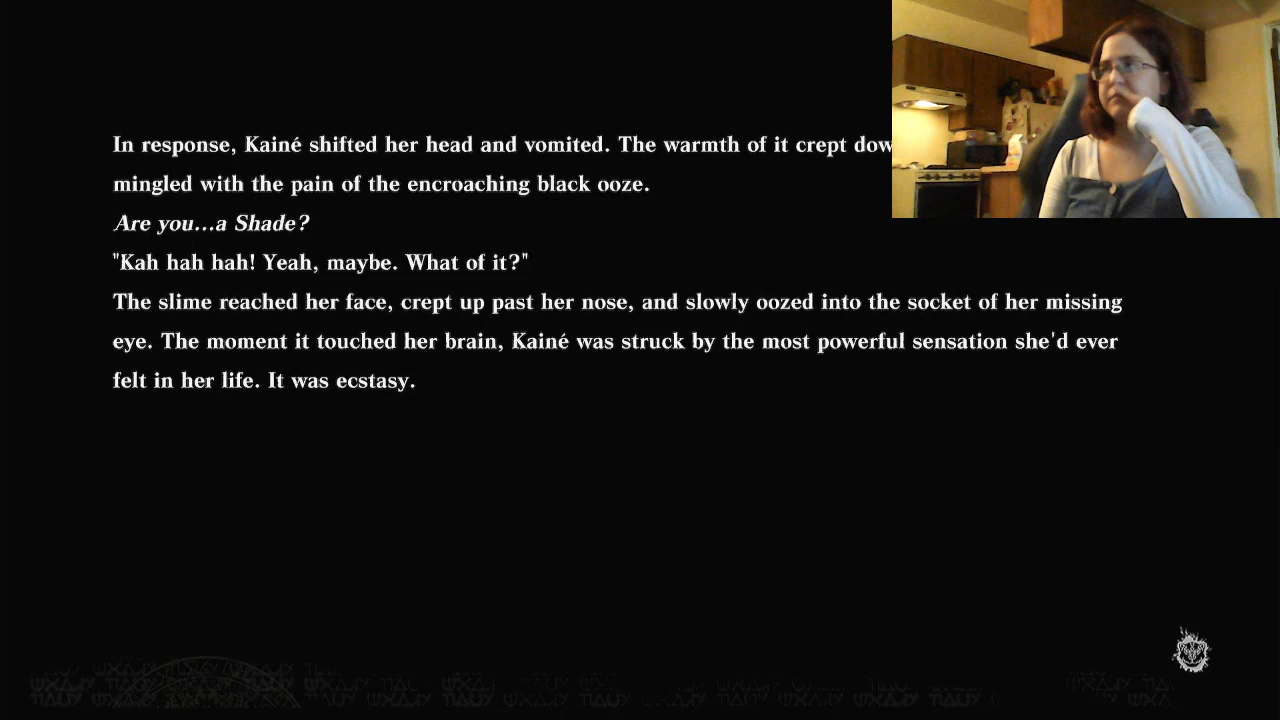 In response, Kainé shifted her head and vomited. The warmth of it crept
mingled with the pain of the encroaching black ooze.
Are you...a Shade?
"Kah hah hah! Yeah, maybe. What of it?"
The slime reached her face, crept up past her nose, and slowly oozed into the socket of her missing
eye. The moment it touched her brain, Kainé was struck by the most powerful sensation she'd ever
felt in her life. It was ecstasy.